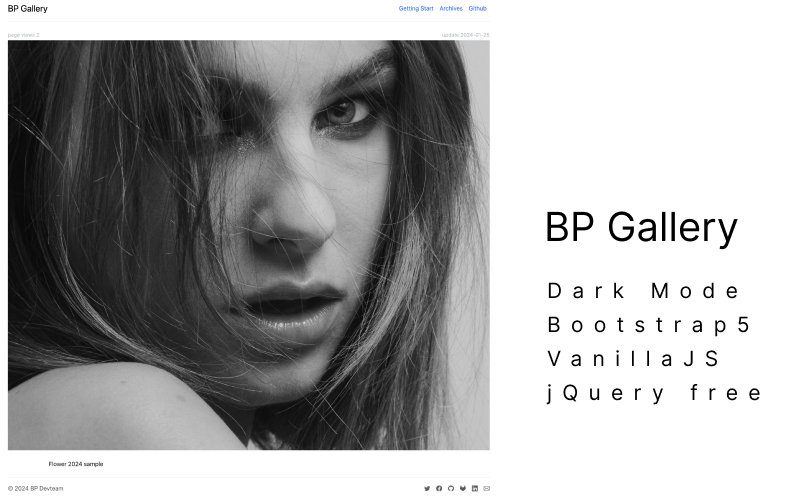 BP Gallery
Getting Start Archives Github
page views 2
update 2024-01-25
Flower 2024 sample
© 2024 BP Devteam
BP Gallery
Dark Mode
Bootstrap5
VanillaJS
jQuery free